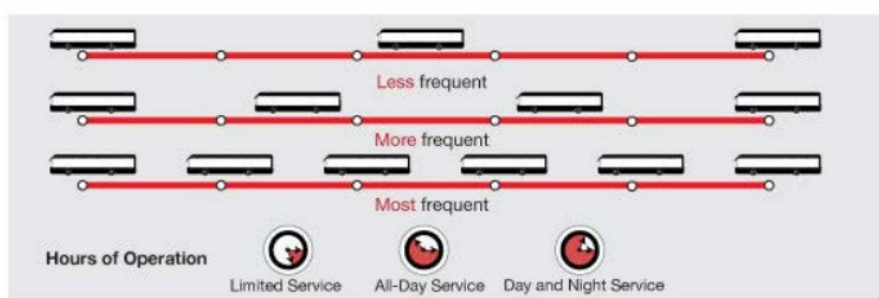 Less frequent
More frequent
Most frequent
Hours of Operation
Limited Service All-Day Service Day and Night Service